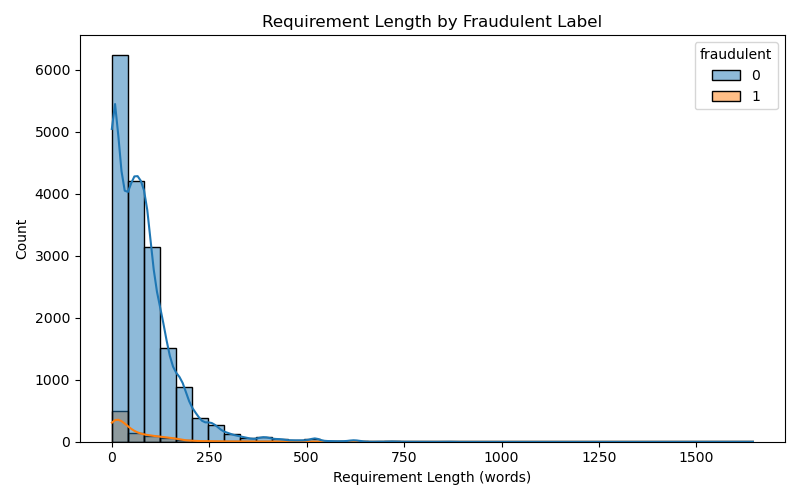 Requirement Length by Fraudulent Label
fraudulent
0
1
6000
5000
4000
3000
2000
1000
0
Count
0 250 500 750 1000 1250 1500
Requirement Length (words)